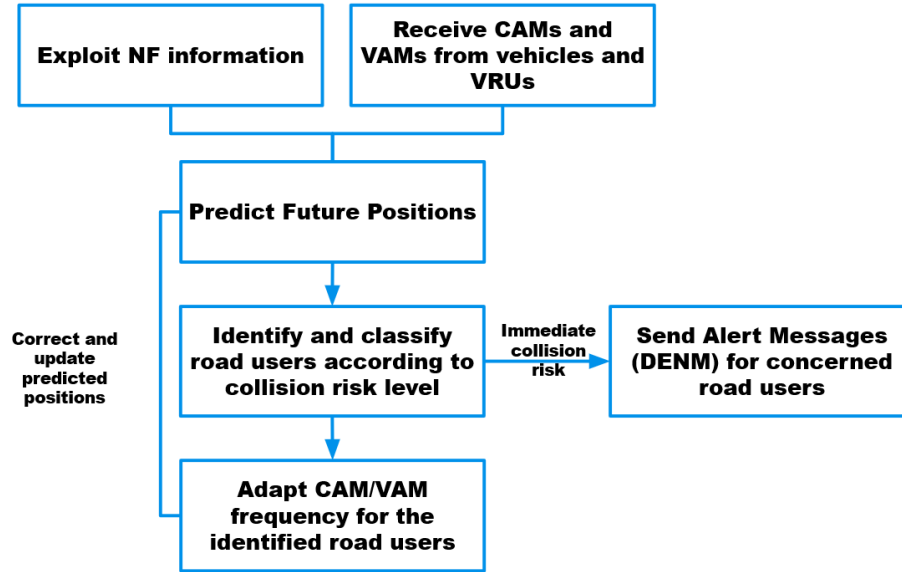 Exploit NF information
Receive CAMs and
VAMs from vehicles and
VRUs
Predict Future Positions
Correct and
update
predicted
positions
Identify and classify
road users according to
collision risk level
Immediate
collision
risk
Send Alert Messages
(DENM) for concerned
road users
Adapt CAM/VAM
frequency for the
identified road users